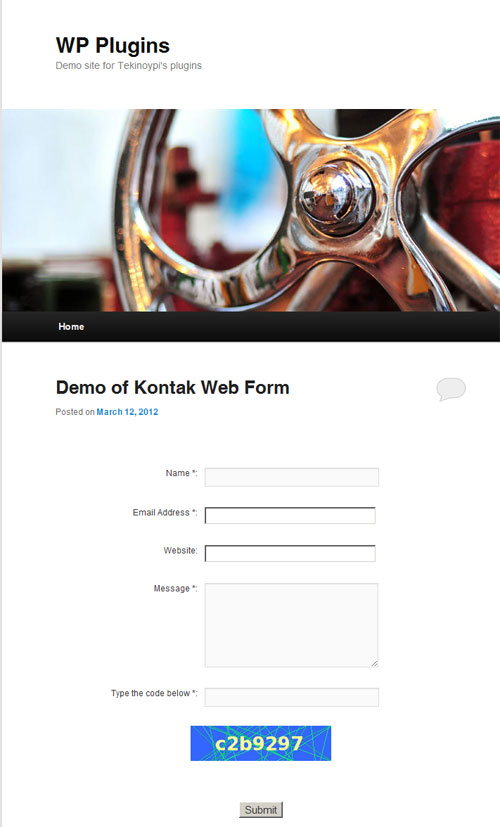 WP Plugins
Demo site for Tekinoypi's plugins
Home
Demo of Kontak Web Form
Posted on March 12, 2012
Name *:
Email Address *:
Website:
Message *:
Type the code below *:
c2b9297
Submit